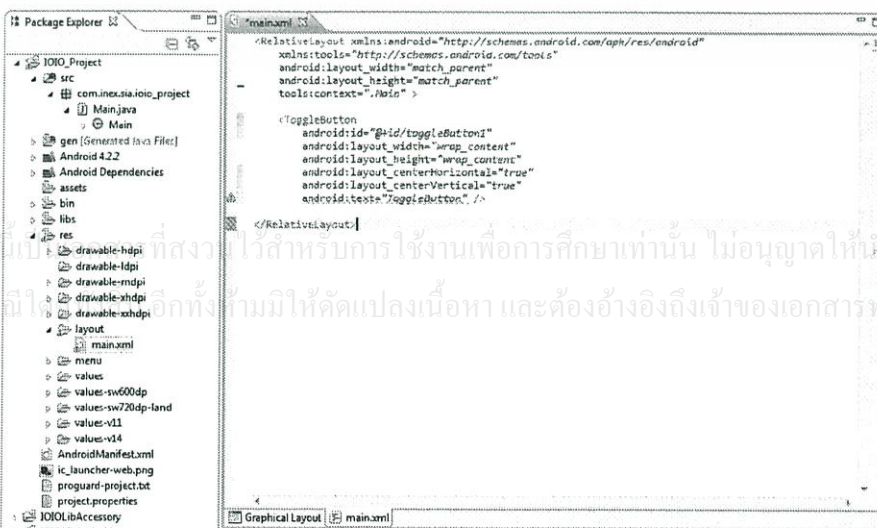 Package Explorer
IOIO_Project
src
com.inex.sia.ioio_project
Main.java
Main
gen [Generated Java Files]
Android 4.2.2
Android Dependencies
assets
bin
libs
res
drawable-hdpi
drawable-ldpi
drawable-mdpi
drawable-xhdpi
drawable-xxhdpi
layout
main.xml
menu
values
values-sw600dp
values-sw720dp-land
values-v11
values-v14
AndroidManifest.xml
ic_launcher-web.png
proguard-project.txt
project.properties
IOIOLibAccessory
*main.xml
<RelativeLayout xmlns:android="http://schemas.android.com/apk/res/android"
xmlns:tools="http://schemas.android.com/tools"
android:layout_width="match_parent"
android:layout_height="match_parent"
tools:context=".Main" >
<ToggleButton
android:id="@+id/toggleButton1"
android:layout_width="wrap_content"
android:layout_height="wrap_content"
android:layout_centerHorizontal="true"
android:layout_centerVertical="true"
android:text="ToggleButton" />
</RelativeLayout>
Graphical Layout
main.xml
ที่สงวนไว้สำหรับการใช้งานเพื่อการศึกษาเท่านั้น ไม่อนุญาตให้
อีกทั้งห้ามมิให้ดัดแปลงเนื้อหา และต้องอ้างอิงถึงเจ้าของเอกสาร